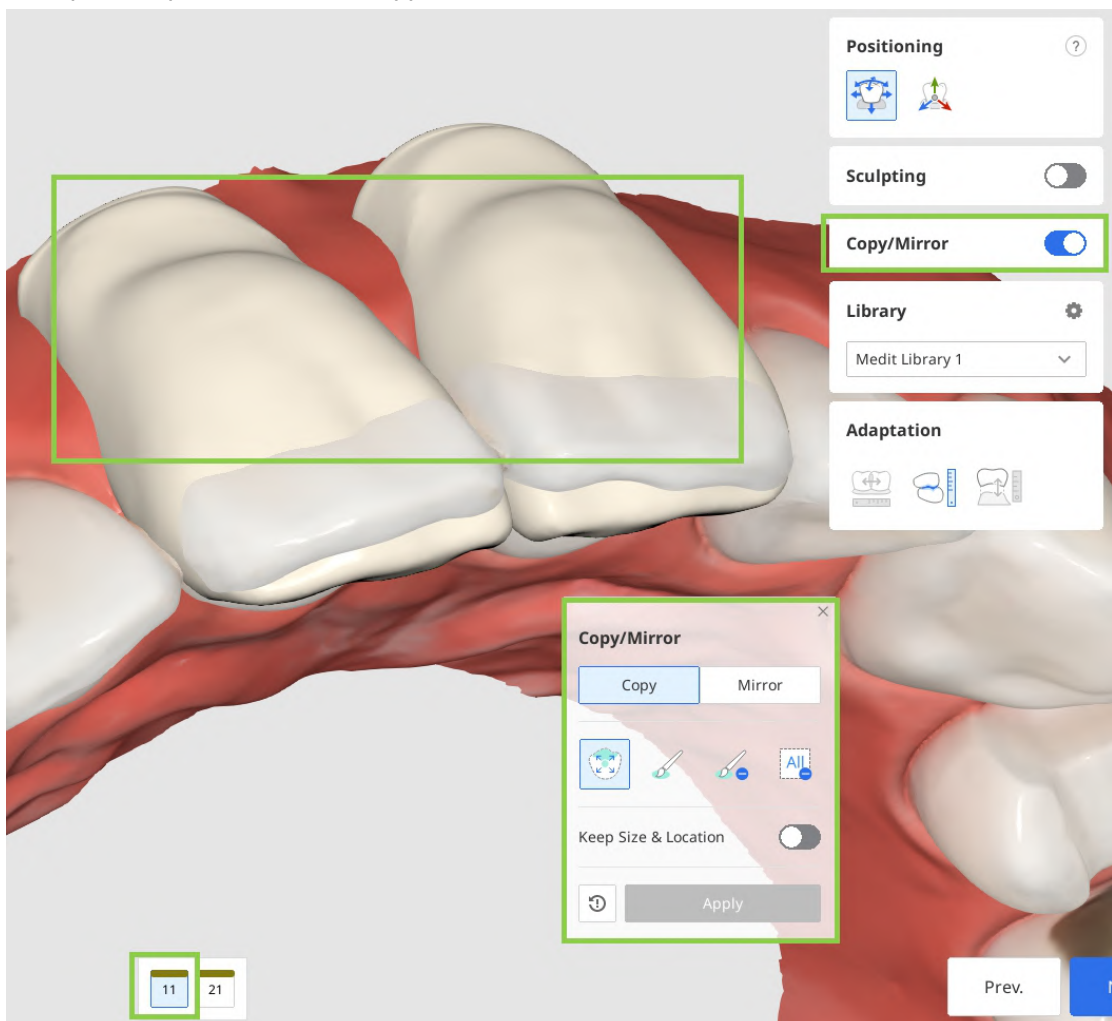 Positioning
?
Sculpting
Copy/Mirror
Library
Medit Library 1
Adaptation
Copy/Mirror
Copy Mirror
All
Keep Size & Location
Apply
11 21
Prev.